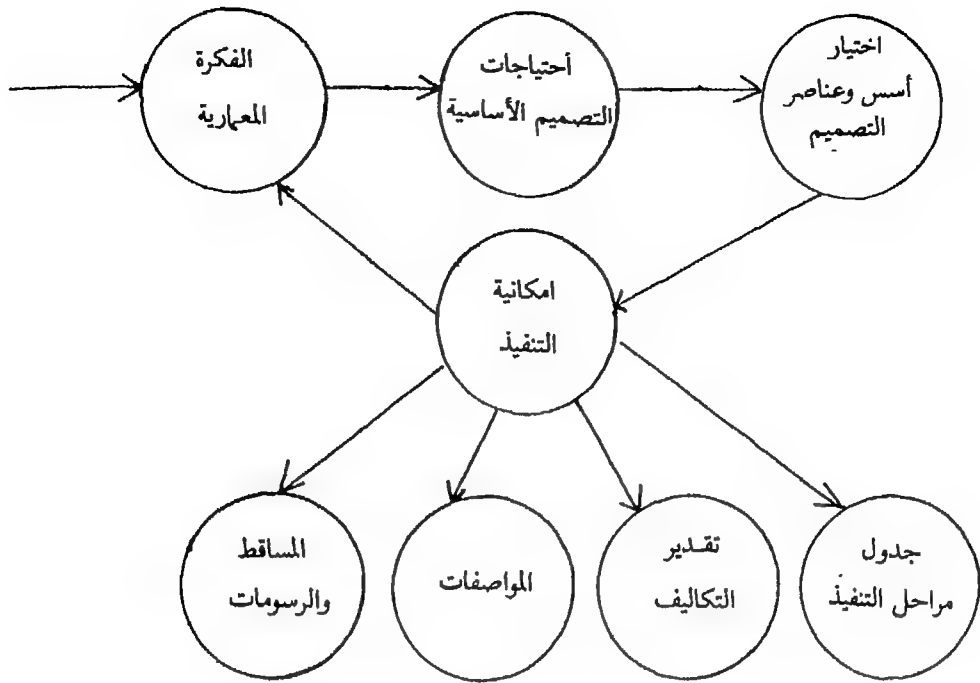 الفكرة
المعمارية
أحتياجات
التصميم الأساسية
اختيار
أسس وعناصر
التصميم
امكانية
التنفيذ
المساقط
والرسومات
المواصفات
تقدير
التكاليف
جدول
مراحل التنفيذ